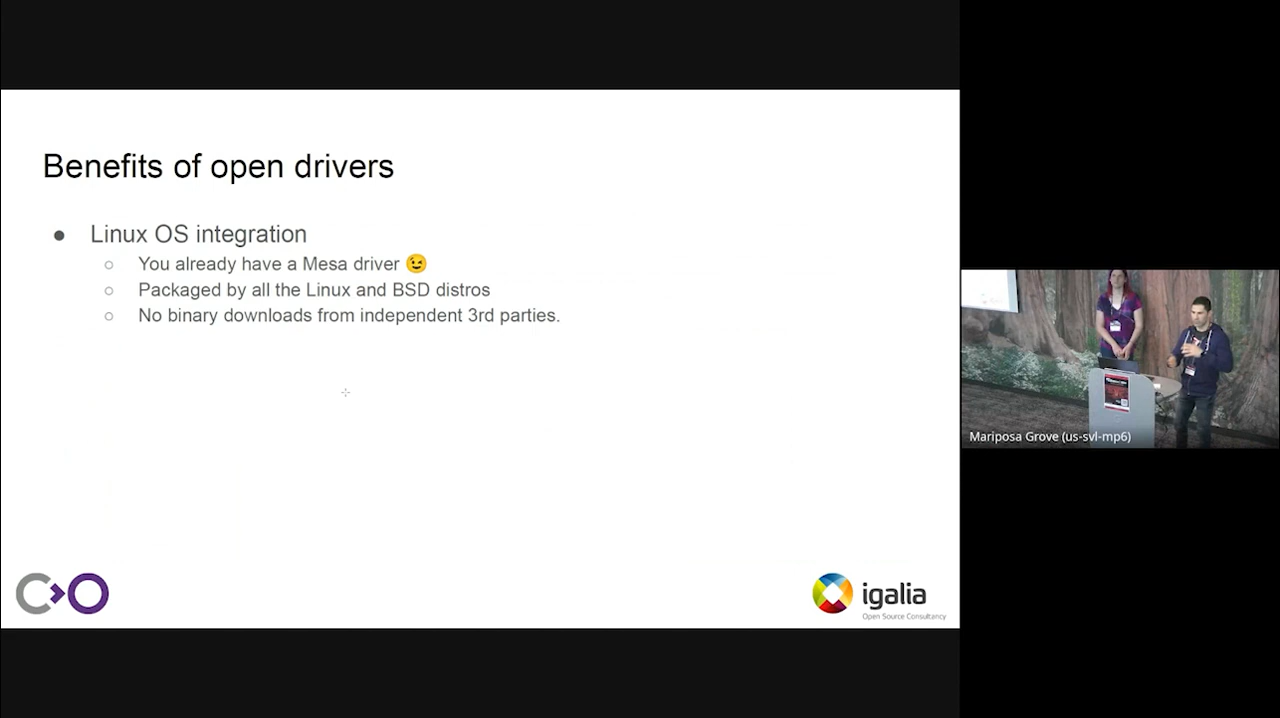 Benefits of open drivers
● Linux OS integration
○ You already have a Mesa driver 😉
○ Packaged by all the Linux and BSD distros
○ No binary downloads from independent 3rd parties.
igalia
Open Source Consultancy
Mariposa Grove (us-svl-mp6)